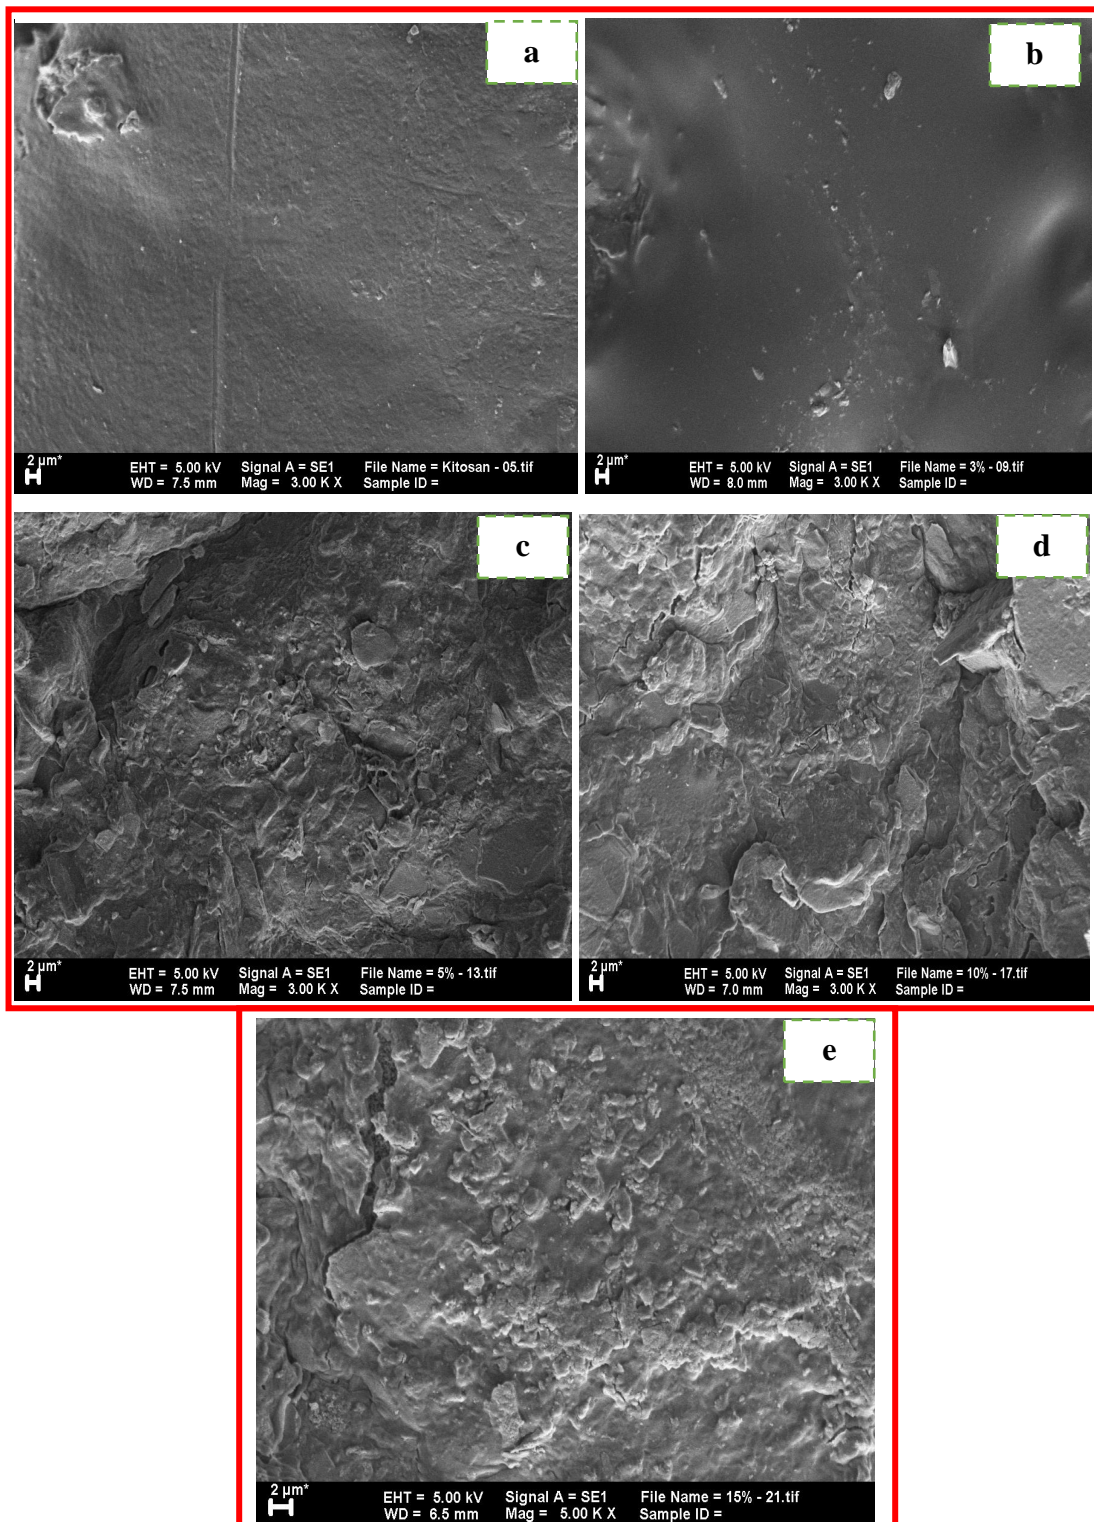 a
2 µm*
EHT = 5.00 kV Signal A = SE1 File Name = Kitosan - 05.tif
WD = 7.5 mm Mag = 3.00 K X Sample ID =
b
2 µm*
EHT = 5.00 kV Signal A = SE1 File Name = 3% - 09.tif
WD = 8.0 mm Mag = 3.00 K X Sample ID =
c
2 µm*
EHT = 5.00 kV Signal A = SE1 File Name = 5% - 13.tif
WD = 7.5 mm Mag = 3.00 K X Sample ID =
d
2 µm*
EHT = 5.00 kV Signal A = SE1 File Name = 10% - 17.tif
WD = 7.0 mm Mag = 3.00 K X Sample ID =
e
2 µm*
EHT = 5.00 kV Signal A = SE1 File Name = 15% - 21.tif
WD = 6.5 mm Mag = 5.00 K X Sample ID =